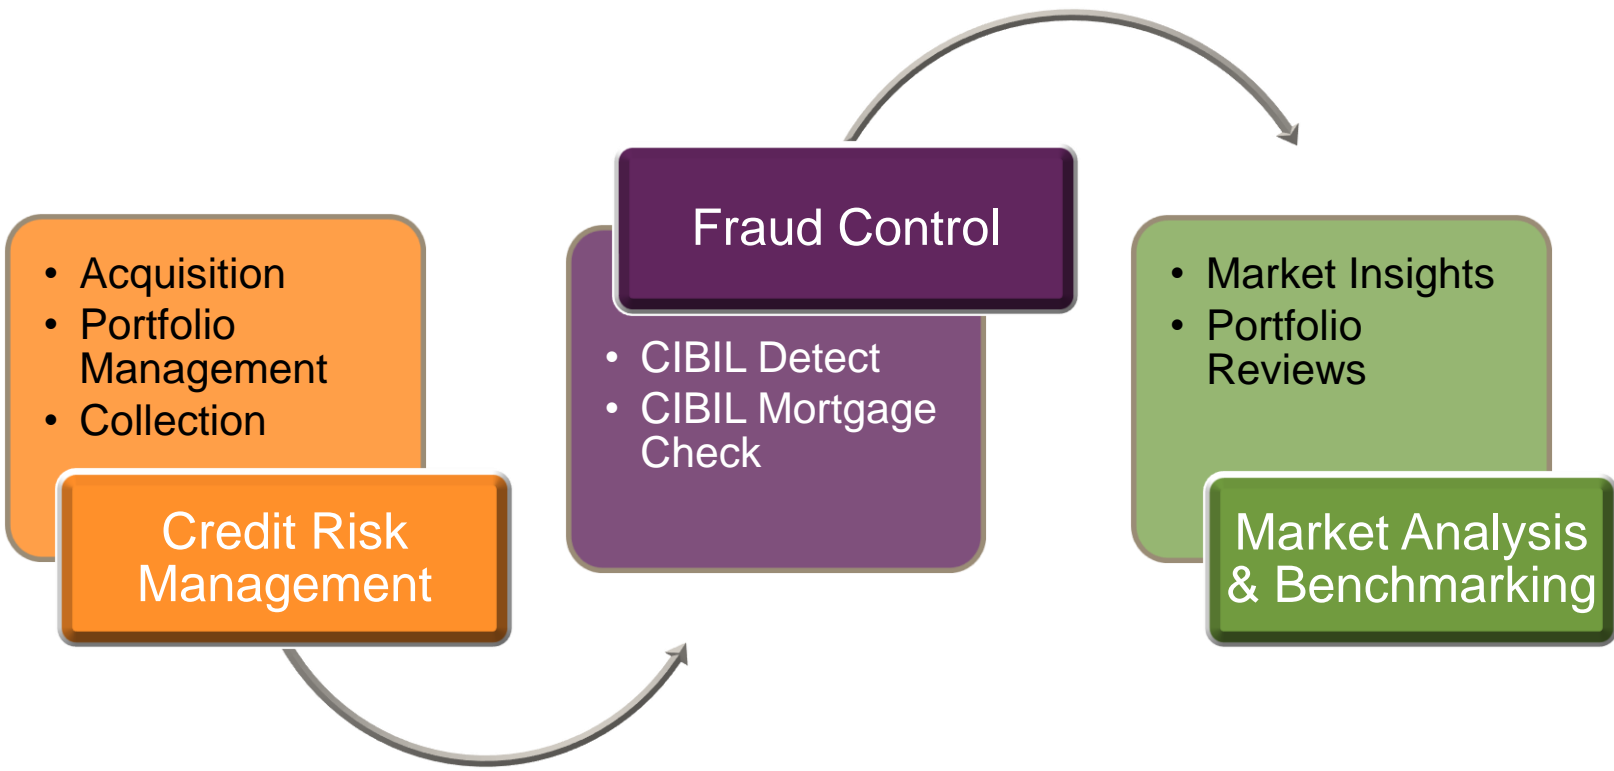 • Acquisition
• Portfolio
Management
• Collection
Credit Risk
Management
Fraud Control
• CIBIL Detect
• CIBIL Mortgage
Check
• Market Insights
• Portfolio
Reviews
Market Analysis
& Benchmarking